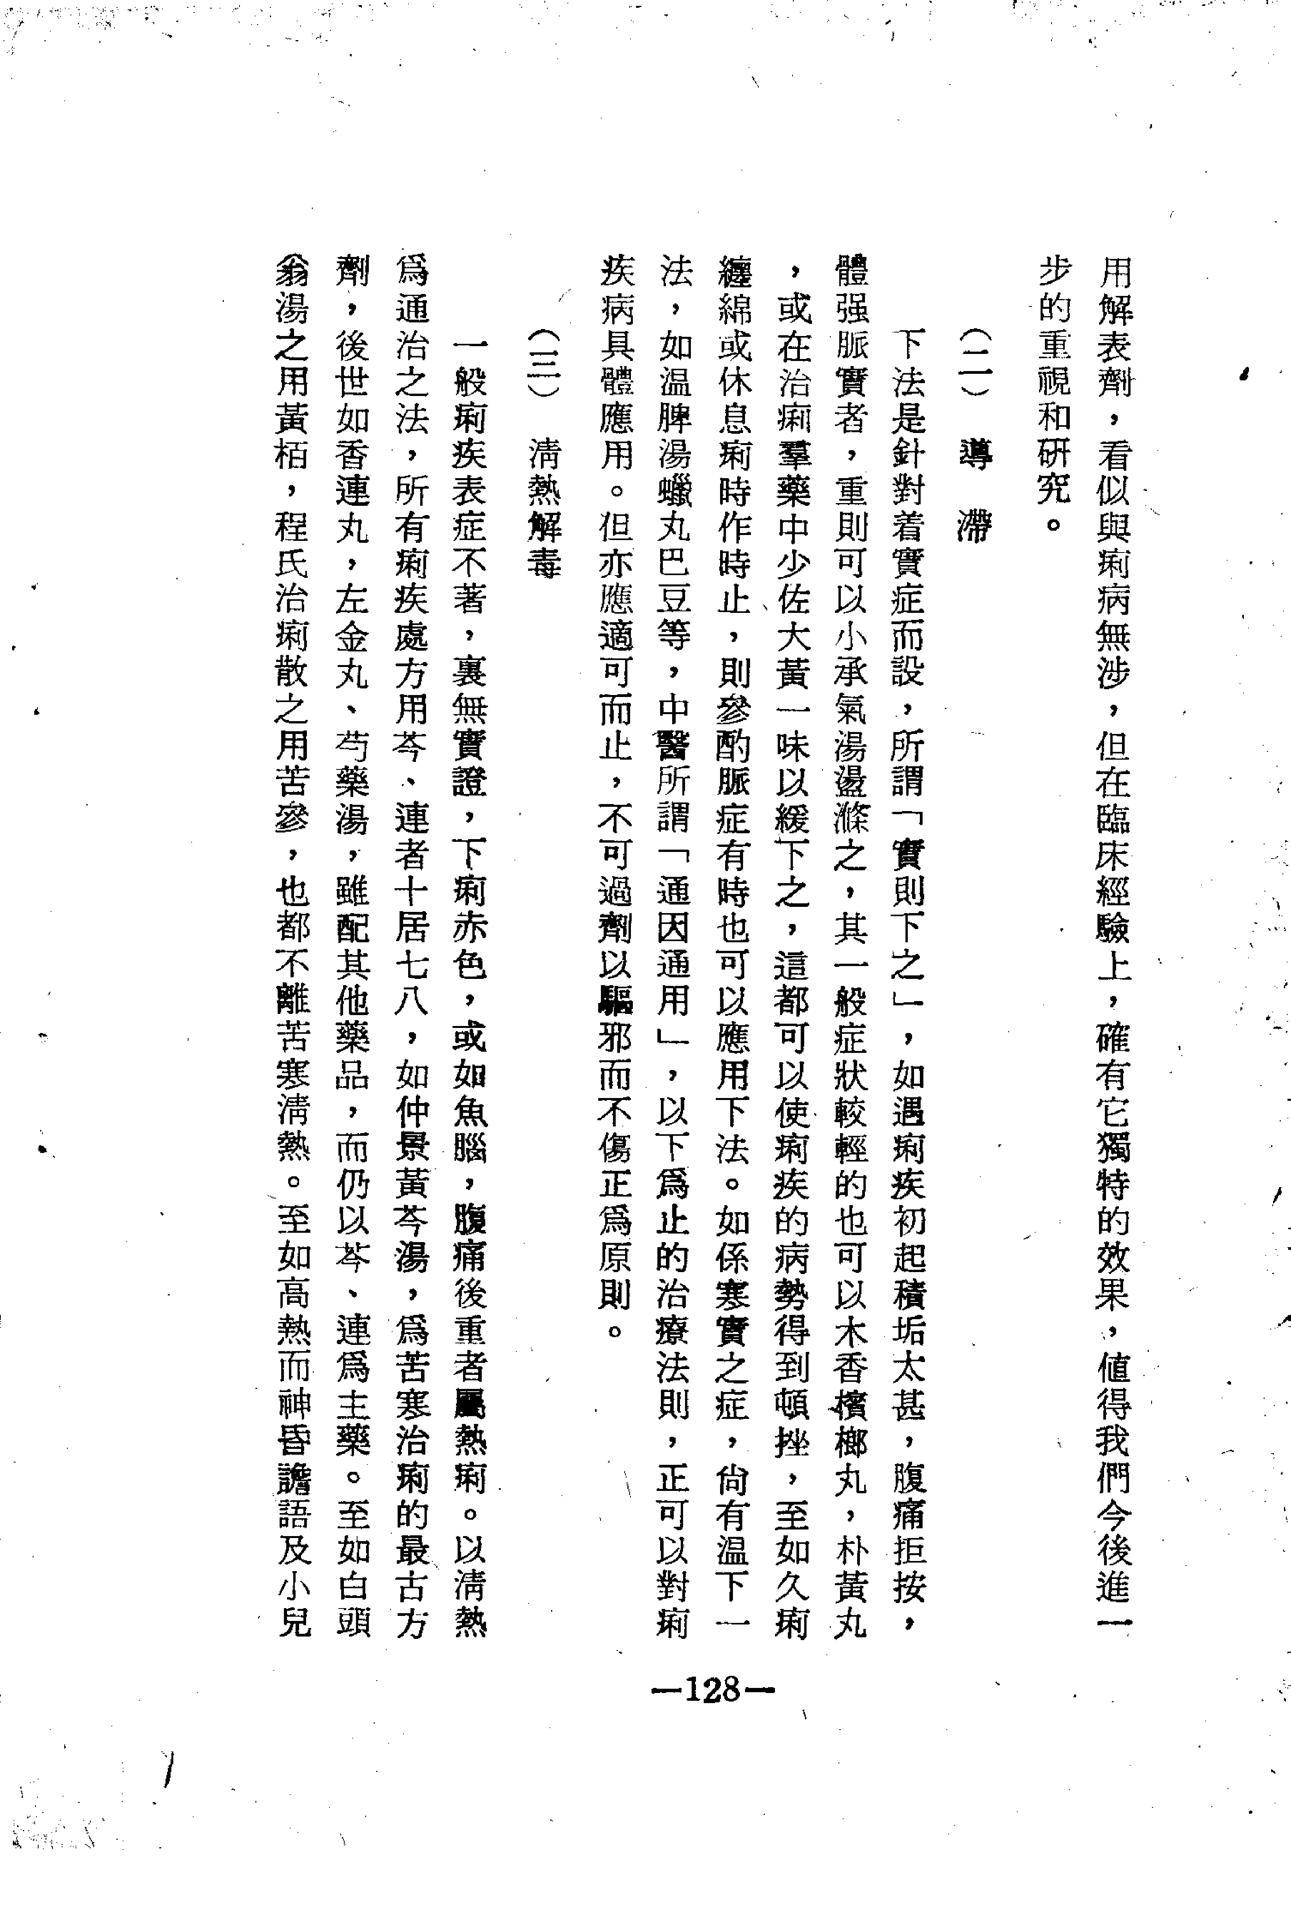 用解表劑，看似與痢病無涉，但在臨床經驗上，確有它獨特的效果，値得我們今後進一
步的重視和研究。
（二）　導　滯
下法是針對着實症而設，所謂「實則下之」，如遇痢疾初起積垢太甚，腹痛拒按，
體强脈實者，重則可以小承氣湯盪滌之，其一般症狀較輕的也可以木香檳榔丸，朴黃丸
，或在治痢羣藥中少佐大黃一味以緩下之，這都可以使痢疾的病勢得到頓挫，至如久痢
纏綿或休息痢時作時止，則參酌脈症有時也可以應用下法。如係寒實之症，尙有温下一
法，如温脾湯蠟丸巴豆等，中醫所謂「通因通用」，以下爲止的治療法則，正可以對痢
疾病具體應用。但亦應適可而止，不可過劑以驅邪而不傷正爲原則。
（三）　淸熱解毒
一般痢疾表症不著，裏無實證，下痢赤色，或如魚腦，腹痛後重者屬熱痢。以淸熱
爲通治之法，所有痢疾處方用芩、連者十居七八，如仲景黃芩湯，爲苦寒治痢的最古方
劑，後世如香連丸，左金丸、芍藥湯，雖配其他藥品，而仍以芩、連爲主藥。至如白頭
翁湯之用黃栢，程氏治痢散之用苦參，也都不離苦寒淸熱。至如高熱而神昏譫語及小兒
—128—